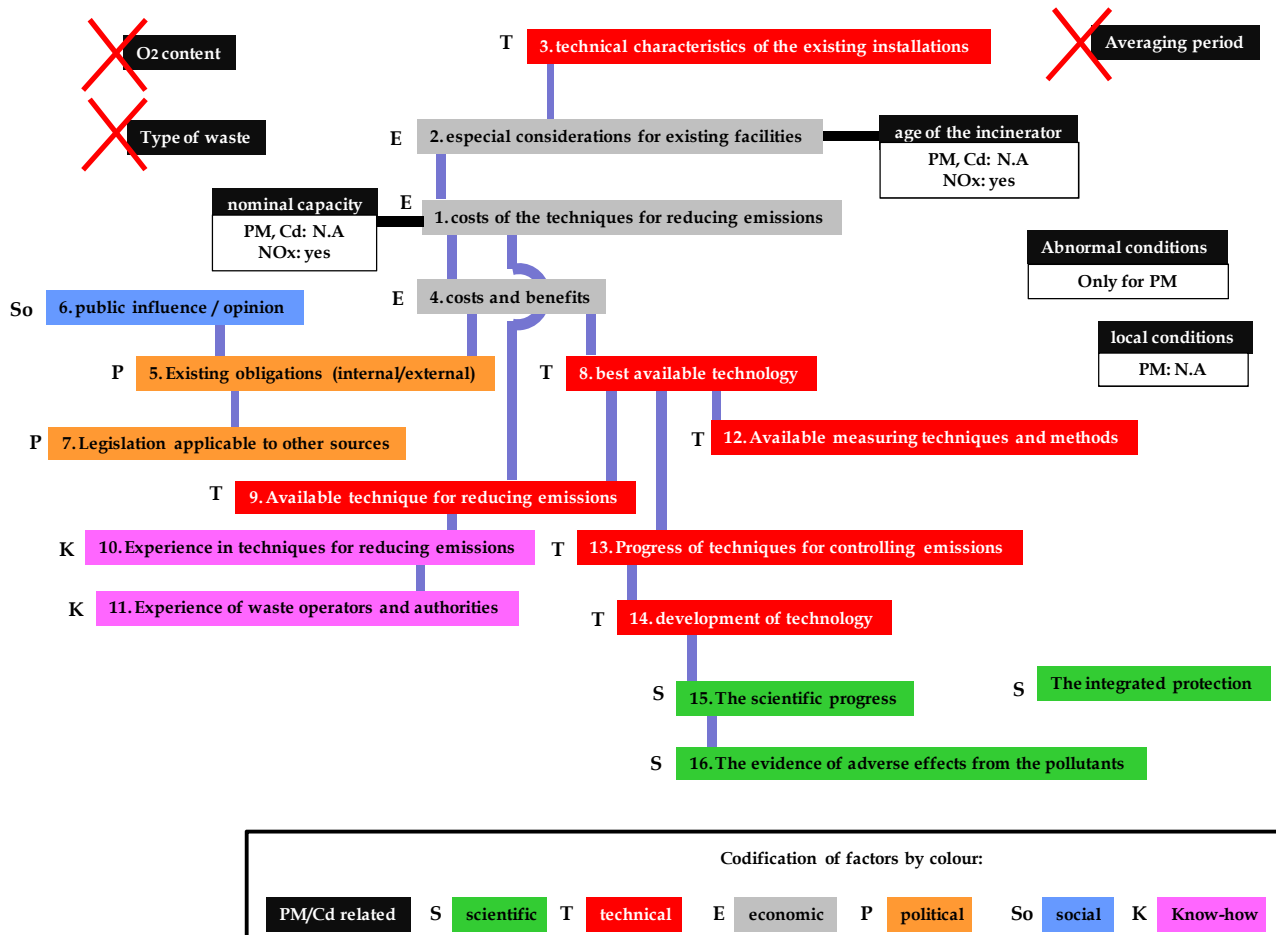 O2 content
T
3. technical characteristics of the existing installations
Averaging period
Type of waste
E
2. especial considerations for existing facilities
age of the incinerator
PM, Cd: N.A
NOx: yes
nominal capacity
PM, Cd: N.A
NOx: yes
E
1. costs of the techniques for reducing emissions
Abnormal conditions
Only for PM
So
6. public influence / opinion
E
4. costs and benefits
local conditions
PM: N.A
P
5. Existing obligations (internal/external)
T
8. best available technology
P
7. Legislation applicable to other sources
T
12. Available measuring techniques and methods
T
9. Available technique for reducing emissions
K
10. Experience in techniques for reducing emissions
T
13. Progress of techniques for controlling emissions
K
11. Experience of waste operators and authorities
T
14. development of technology
S
15. The scientific progress
S
The integrated protection
S
16. The evidence of adverse effects from the pollutants
Codification of factors by colour:
PM/Cd related
S
scientific
T
technical
E
economic
P
political
So
social
K
Know-how